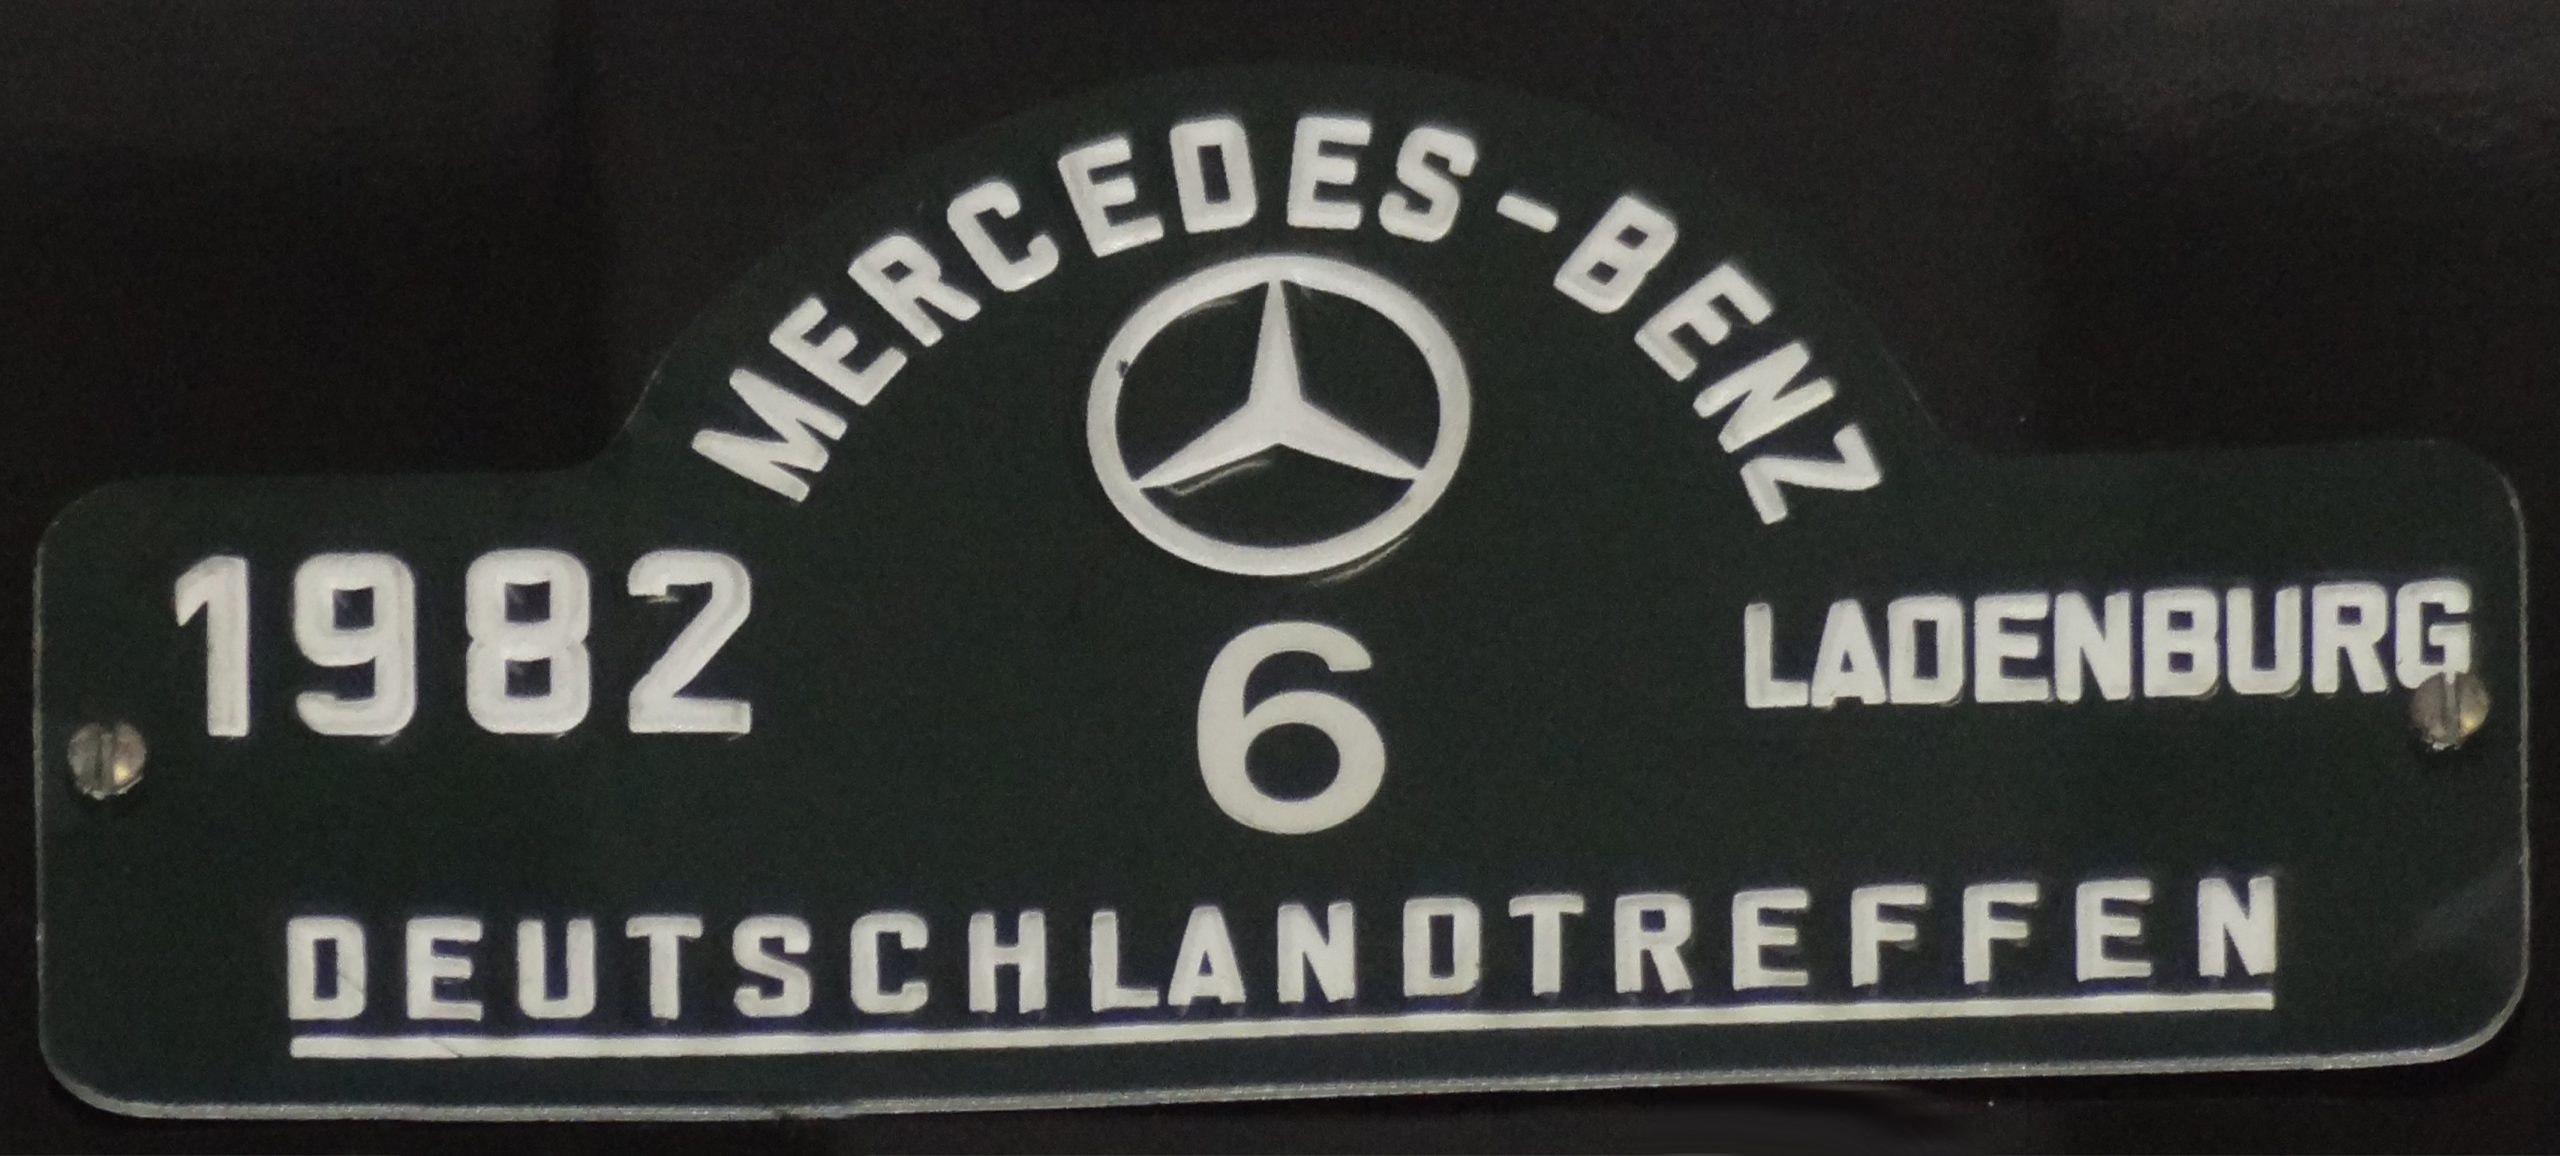 MERCEDES-BENZ
1982
LADENBURG
6
DEUTSCHLANDTREFFEN